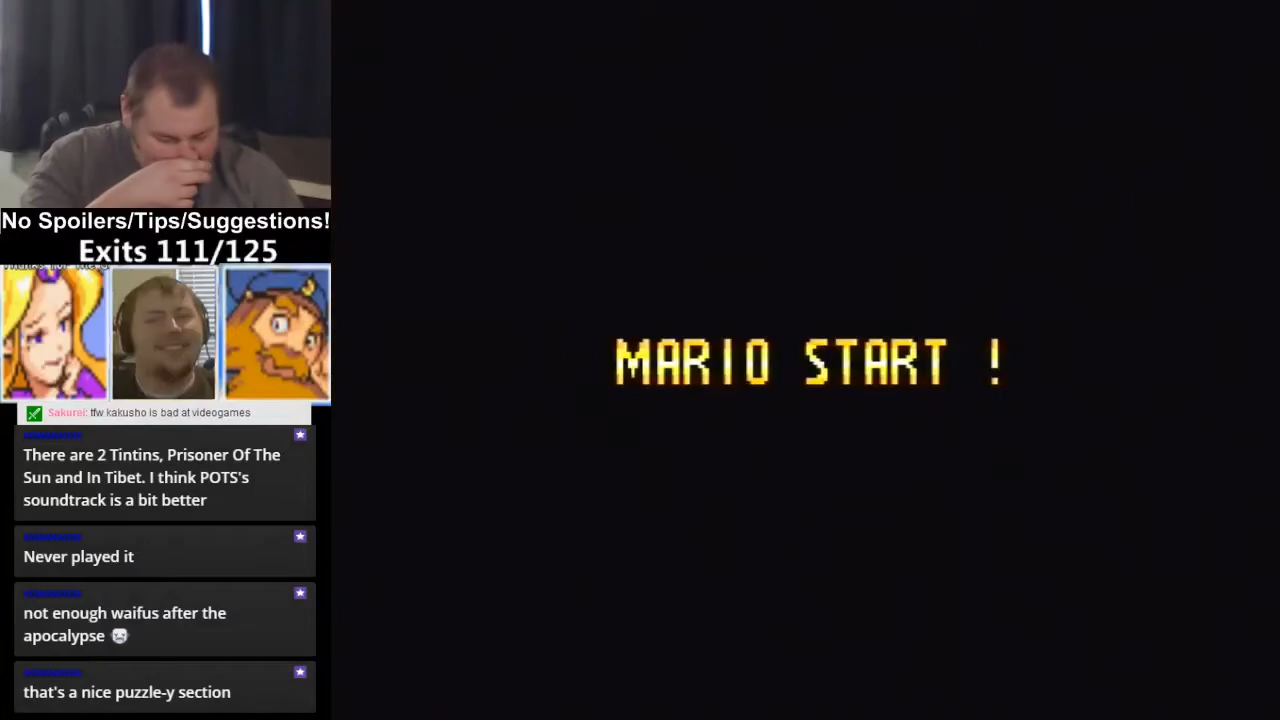 No Spoilers/Tips/Suggestions!
Exits 111/125
MARIO START !
Sakurei: tfw kakusho is bad at videogames
There are 2 Tintins, Prisoner Of The
Sun and In Tibet. I think POTS's
soundtrack is a bit better
Never played it
not enough waifus after the
apocalypse
that's a nice puzzle-y section